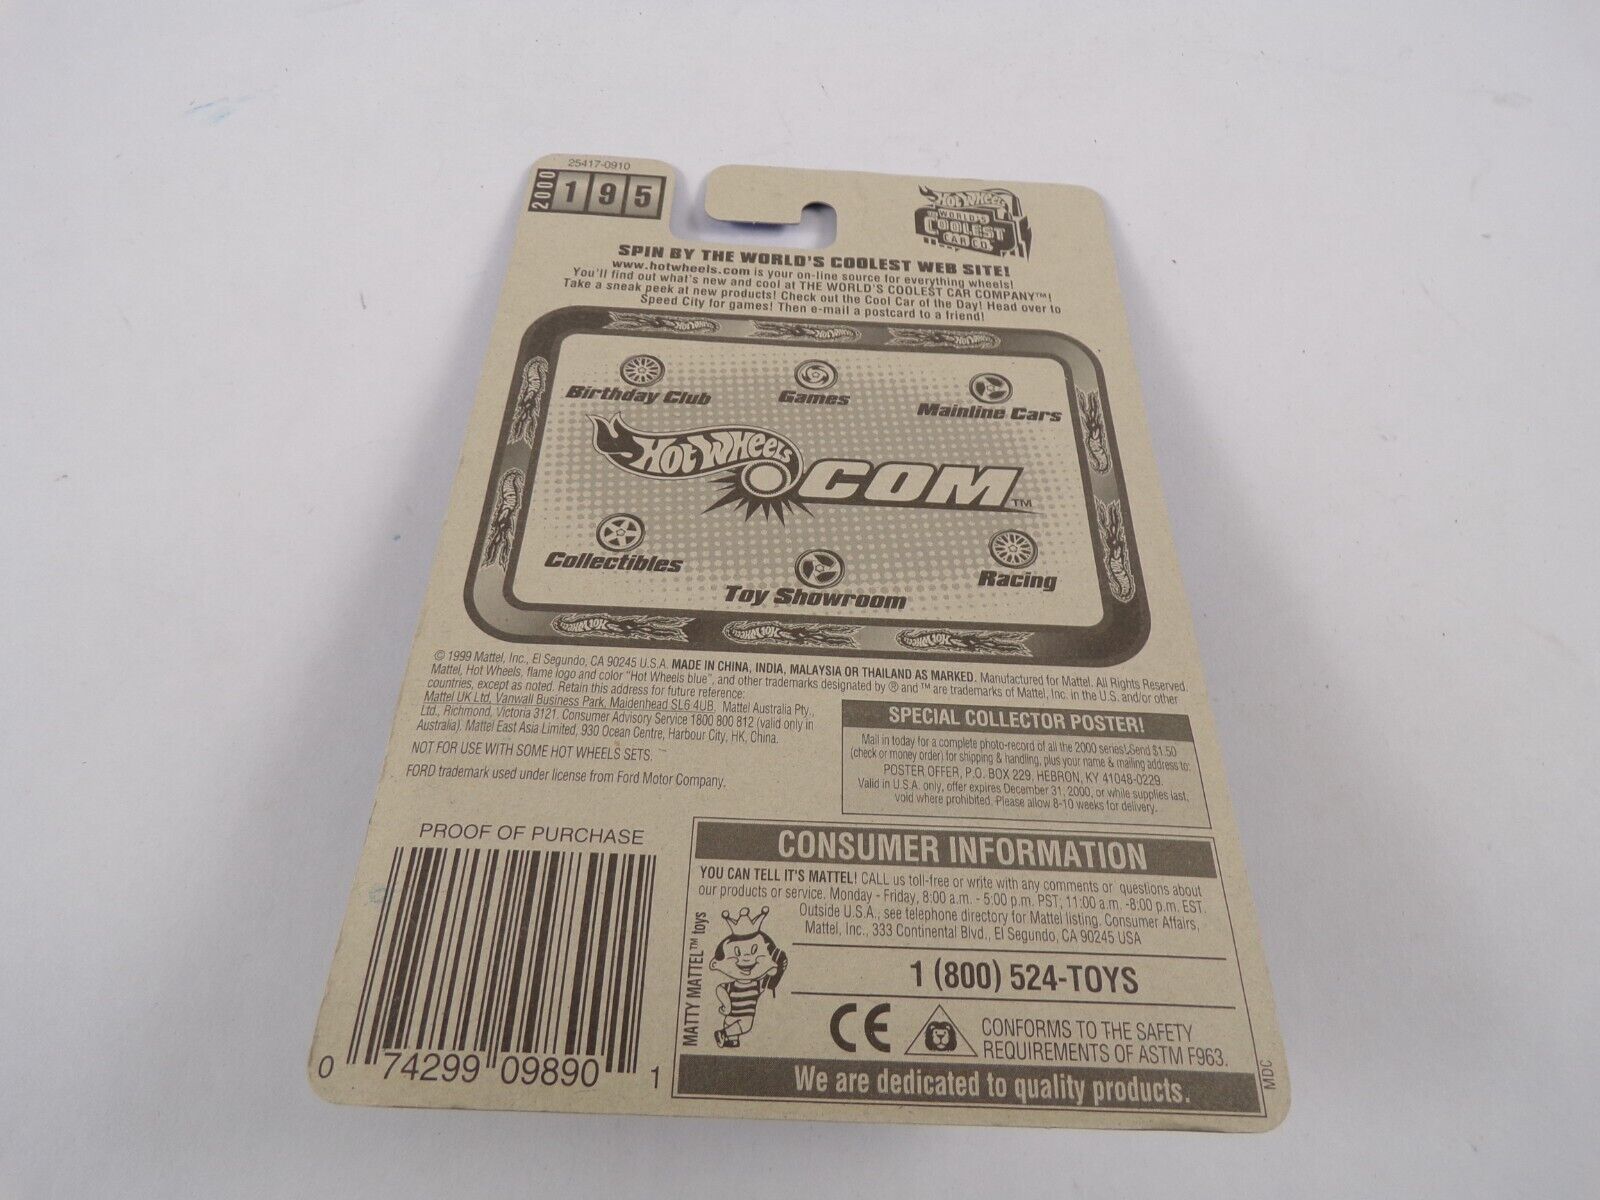 25417-0910
2000 195
HOT WHEELS
WORLD'S
COOLEST
CAR CO.
SPIN BY THE WORLD'S COOLEST WEB SITE!
www.hotwheels.com is your on-line source for everything wheels!
You'll find out what's new and cool at THE WORLD'S COOLEST CAR COMPANY™!
Take a sneak peek at new products! Check out the Cool Car of the Day! Head over to
Speed City for games! Then e-mail a postcard to a friend!
Birthday Club
Games
Mainline Cars
HOT WHEELS .COM™
Collectibles
Toy Showroom
Racing
© 1999 Mattel, Inc., El Segundo, CA 90245 U.S.A. MADE IN CHINA, INDIA, MALAYSIA OR THAILAND AS MARKED. Manufactured for Mattel. All Rights Reserved.
Mattel, Hot Wheels, flame logo and color "Hot Wheels blue", and other trademarks designated by ® and ™ are trademarks of Mattel, Inc. in the U.S. and/or other
countries, except as noted. Retain this address for future reference:
Mattel UK Ltd, Vanwall Business Park, Maidenhead SL6 4UB. Mattel Australia Pty.,
Ltd., Richmond, Victoria 3121. Consumer Advisory Service 1800 800 812 (valid only in
Australia). Mattel East Asia Limited, 930 Ocean Centre, Harbour City, HK, China.
NOT FOR USE WITH SOME HOT WHEELS SETS.
FORD trademark used under license from Ford Motor Company.
SPECIAL COLLECTOR POSTER!
Mail in today for a complete photo-record of all the 2000 series! Send $1.50
(check or money order) for shipping & handling, plus your name & mailing address to:
POSTER OFFER, P.O. BOX 229, HEBRON, KY 41048-0229.
Valid in U.S.A. only, offer expires December 31, 2000, or while supplies last,
void where prohibited. Please allow 8-10 weeks for delivery.
PROOF OF PURCHASE
0 74299 09890 1
CONSUMER INFORMATION
YOU CAN TELL IT'S MATTEL! CALL us toll-free or write with any comments or questions about
our products or service. Monday - Friday, 8:00 a.m. - 5:00 p.m. PST; 11:00 a.m. -8:00 p.m. EST.
Outside U.S.A., see telephone directory for Mattel listing. Consumer Affairs,
Mattel, Inc., 333 Continental Blvd., El Segundo, CA 90245 USA
MATTY MATTEL™ toys
1 (800) 524-TOYS
CE
CONFORMS TO THE SAFETY
REQUIREMENTS OF ASTM F963.
We are dedicated to quality products.
MDC